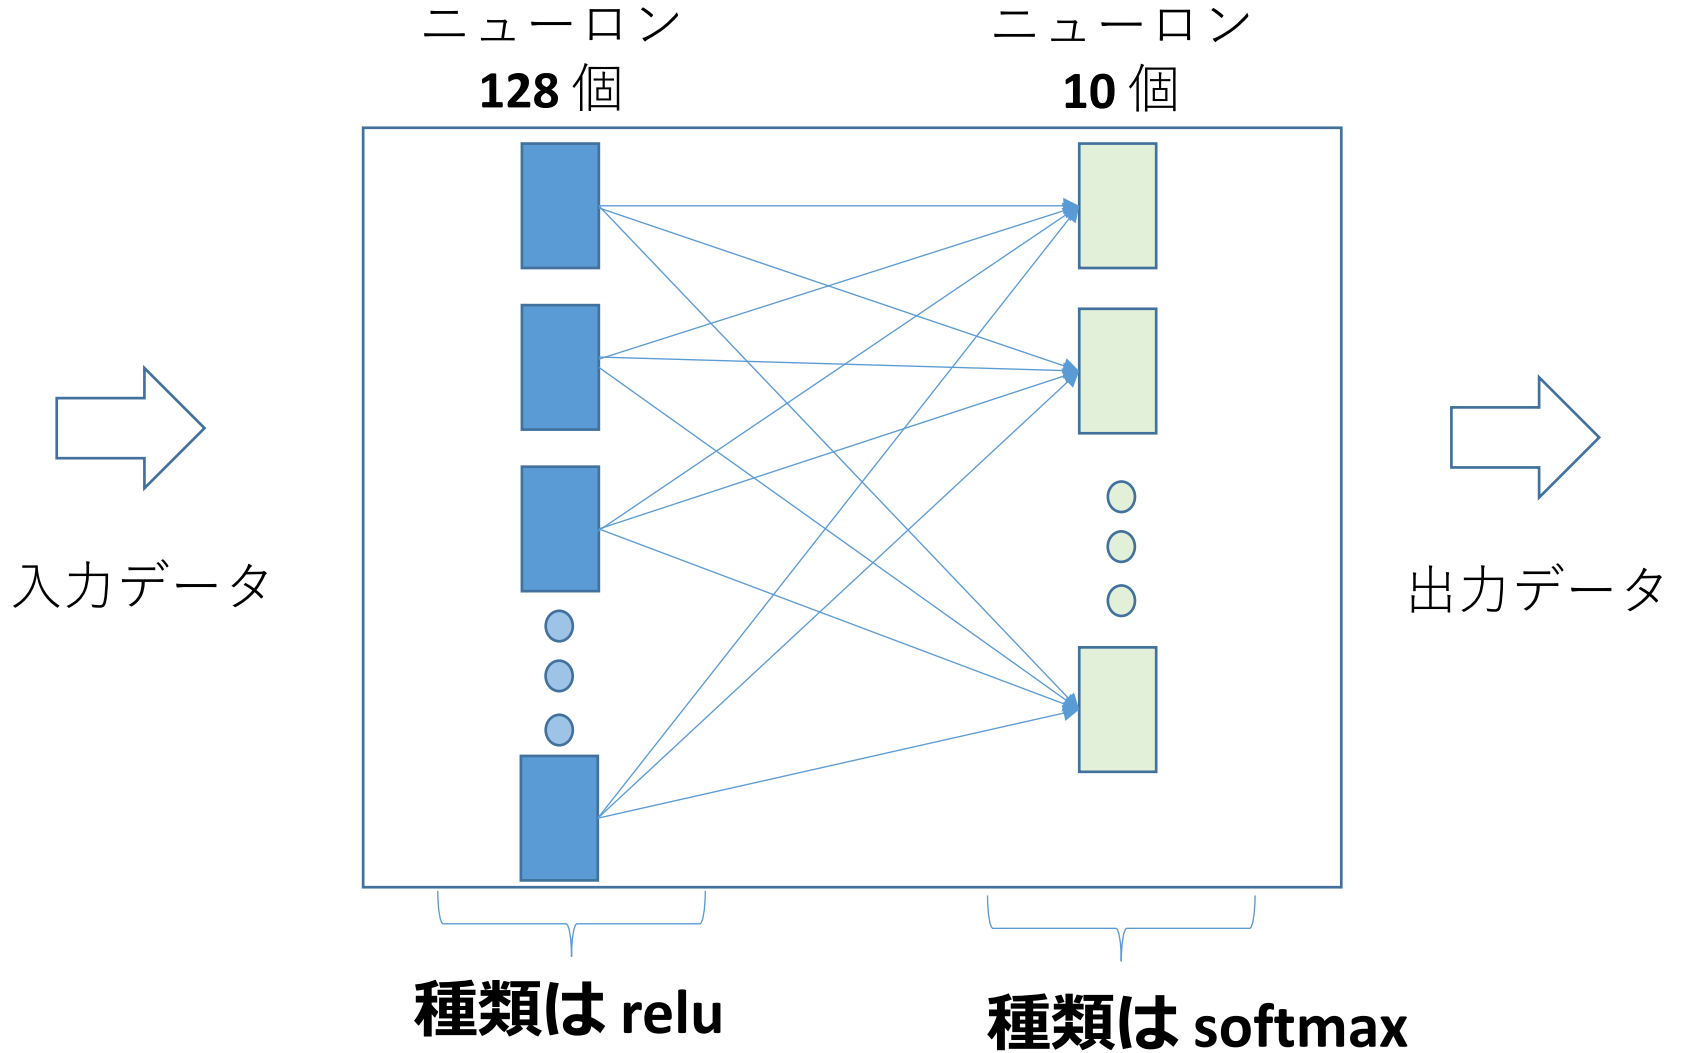 ニューロン
128 個
ニューロン
10 個
入力データ
出力データ
種類は relu
種類は softmax